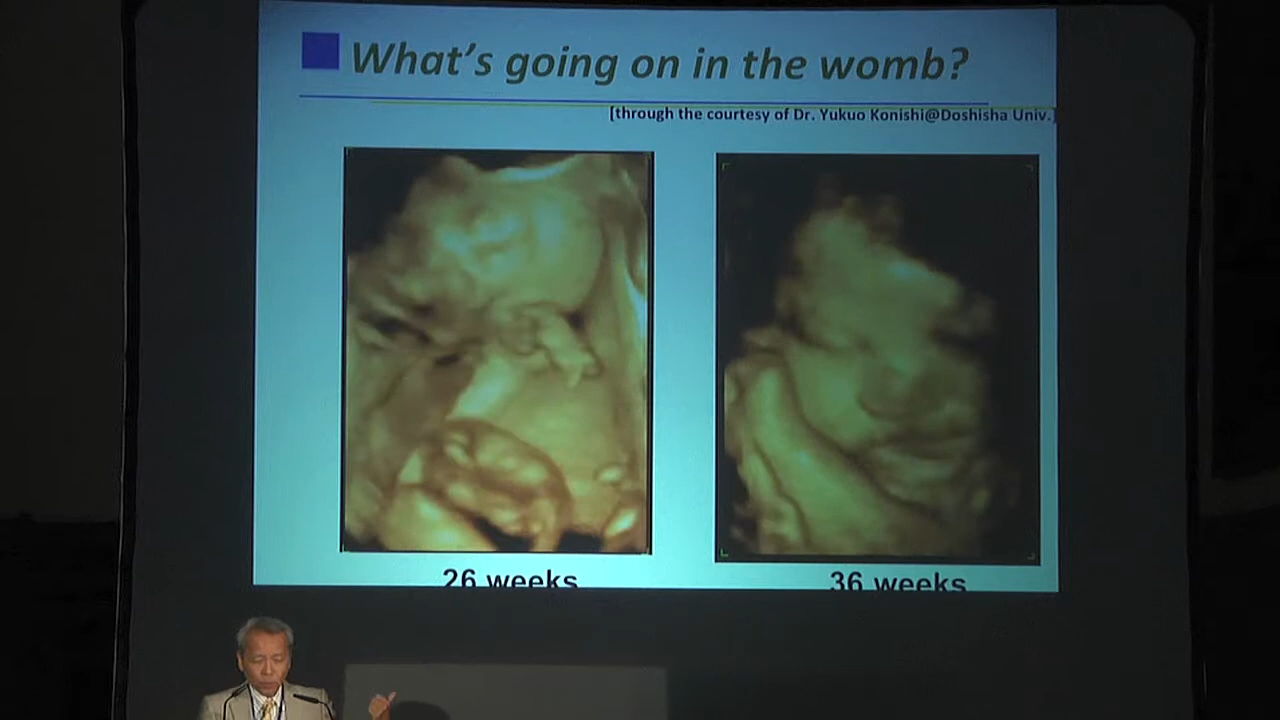 What's going on in the womb?
[through the courtesy of Dr. Yukuo Konishi@Doshisha Univ.]
26 weeks
36 weeks